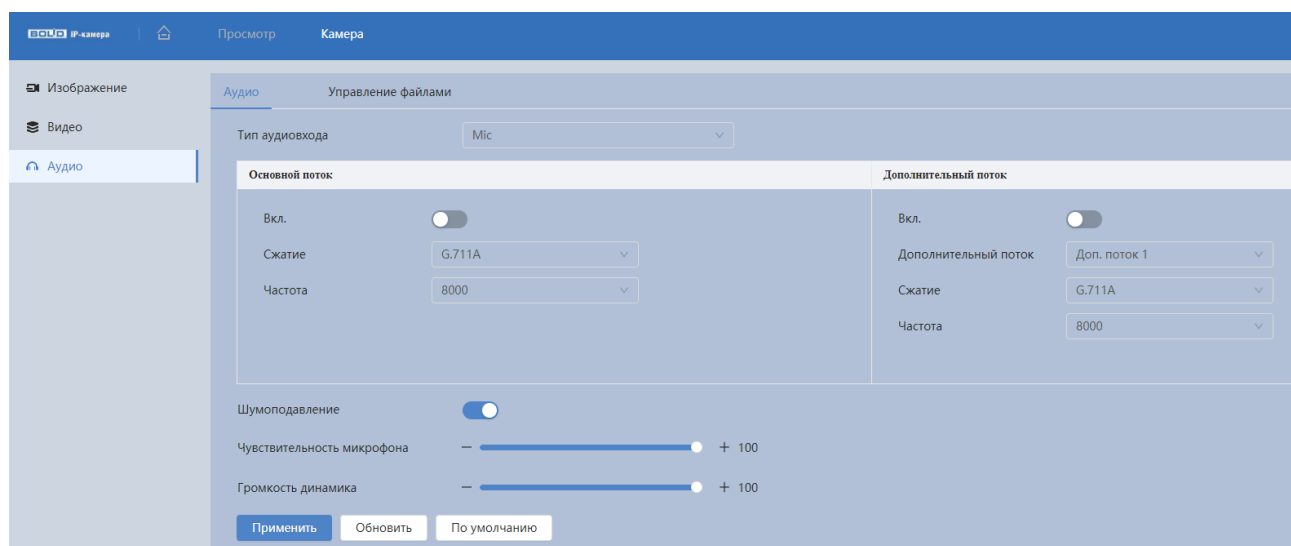 BOLID IP-камера
Просмотр
Камера
Изображение
Видео
Аудио
Аудио
Управление файлами
Тип аудиовхода
Mic
Основной поток
Дополнительный поток
Вкл.
Вкл.
Сжатие
G.711A
Дополнительный поток
Доп. поток 1
Частота
8000
Сжатие
G.711A
Частота
8000
Шумоподавление
Чувствительность микрофона
100
Громкость динамика
100
Применить
Обновить
По умолчанию